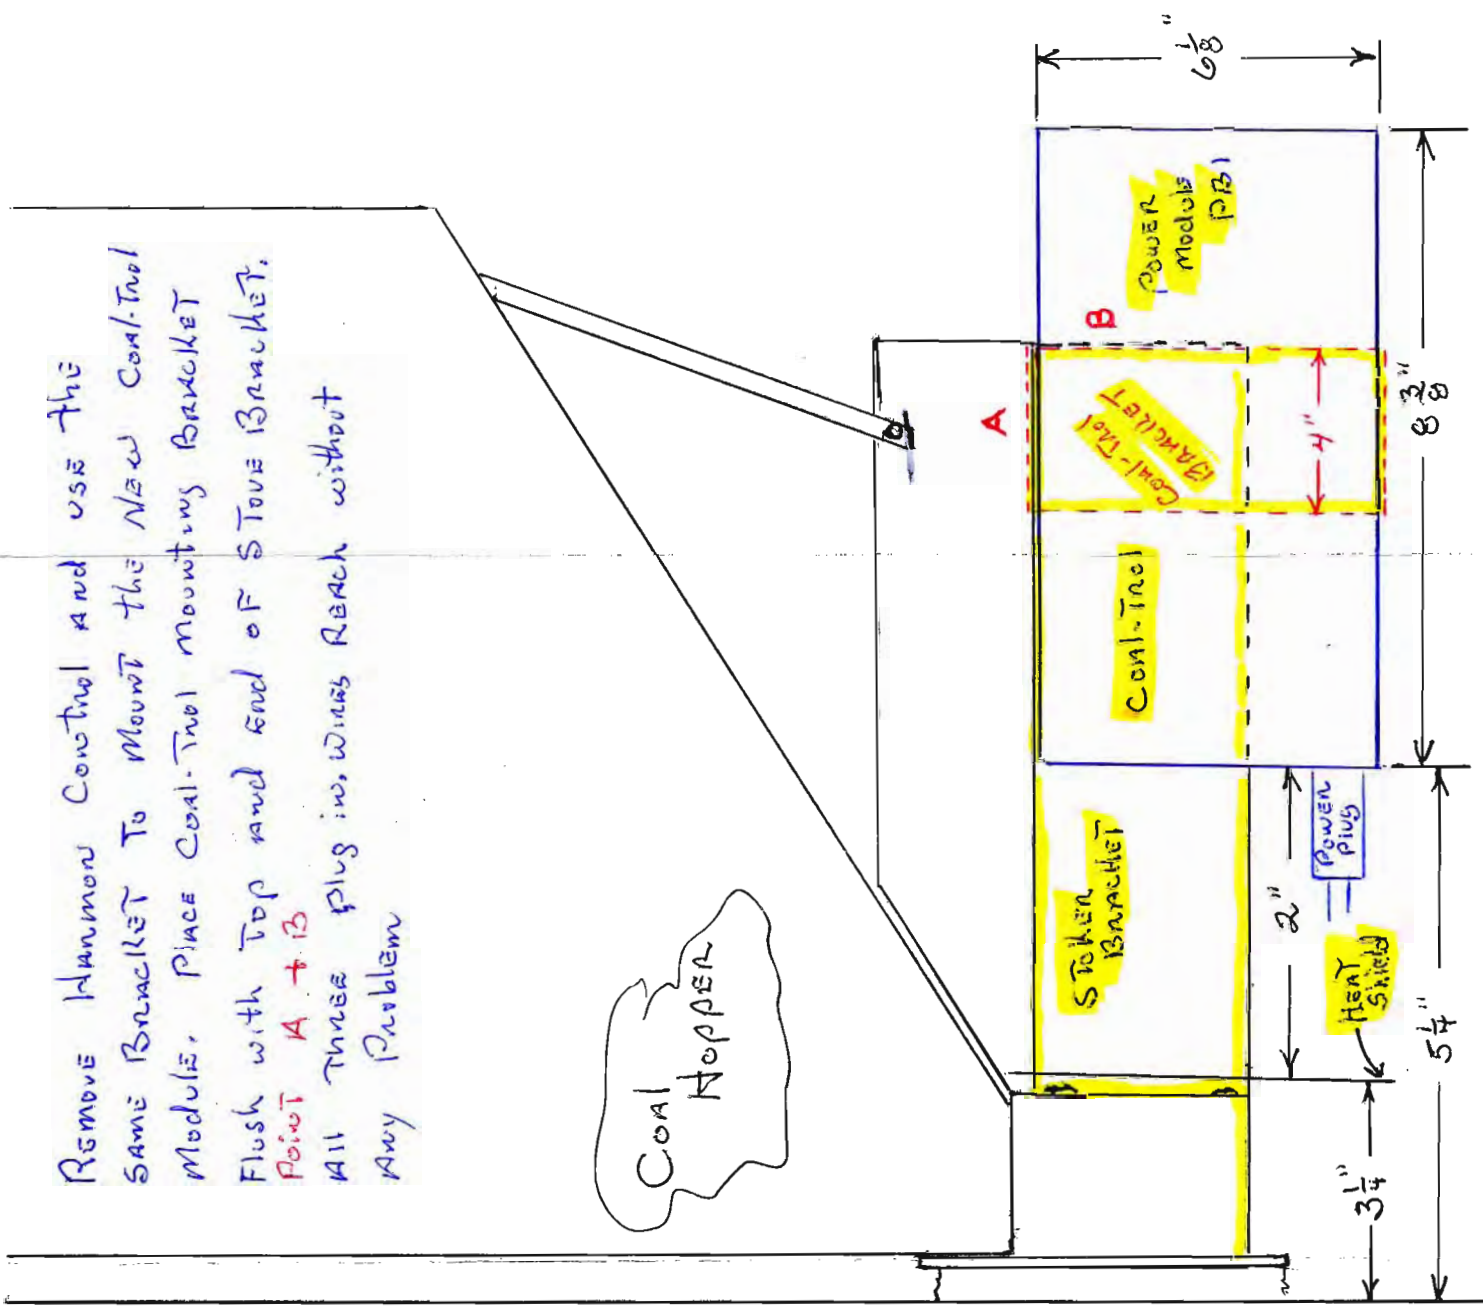 Remove Hanmon Control and use the
same Bracket To Mount the New Coal-Trol
Module. Place Coal-Trol Mounting Bracket
Flush with Top and End of Stove Bracket.
Point A + B
All Three plug in. Wires Reach without
Any Problem
Coal
Hopper
A
B
Power
Module
PB1
Coal-Trol
Bracket
Coal-Trol
Stoker
Bracket
Power
Plug
Heat
Shield
6 1/8"
8 3/8"
4"
2"
5 1/4"
3 1/4"